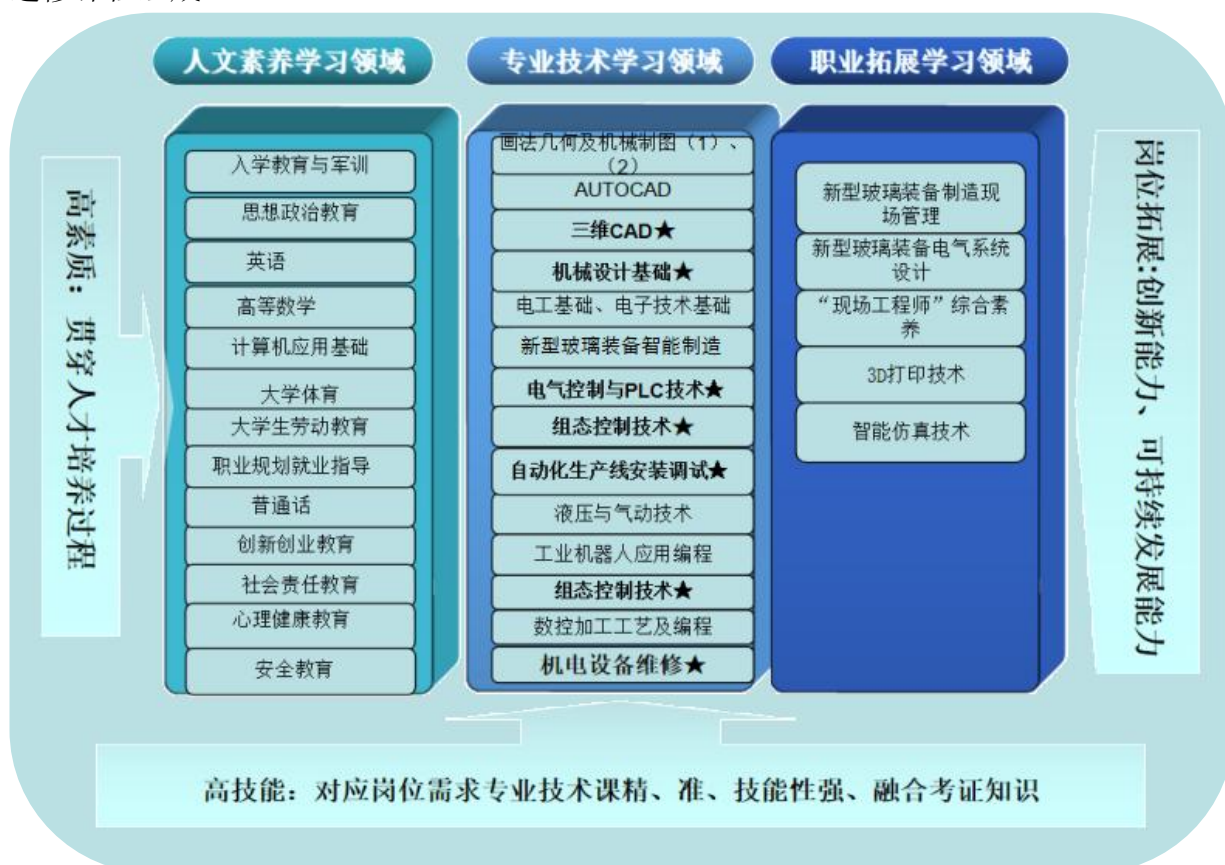 人文素养学习领域
专业技术学习领域
职业拓展学习领域
高素质：贯穿人才培养过程
入学教育与军训
思想政治教育
英语
高等数学
计算机应用基础
大学体育
大学生劳动教育
职业规划就业指导
普通话
创新创业教育
社会责任教育
心理健康教育
安全教育
画法几何及机械制图（1）、
（2）
AUTOCAD
三维CAD★
机械设计基础★
电工基础、电子技术基础
新型玻璃装备智能制造
电气控制与PLC技术★
组态控制技术★
自动化生产线安装调试★
液压与气动技术
工业机器人应用编程
组态控制技术★
数控加工工艺及编程
机电设备维修★
新型玻璃装备制造现
场管理
新型玻璃装备电气系统
设计
“现场工程师”综合素
养
3D打印技术
智能仿真技术
岗位拓展:创新能力、可持续发展能力
高技能：对应岗位需求专业技术课精、准、技能性强、融合考证知识